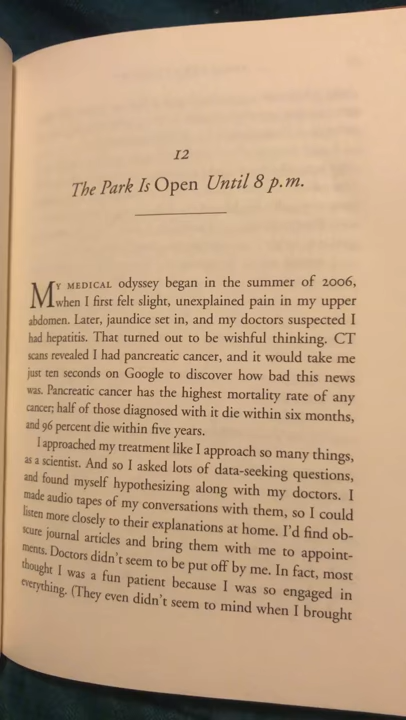 12
The Park Is Open Until 8 p.m.
MY MEDICAL odyssey began in the summer of 2006,
when I first felt slight, unexplained pain in my upper
abdomen. Later, jaundice set in, and my doctors suspected I
had hepatitis. That turned out to be wishful thinking. CT
scans revealed I had pancreatic cancer, and it would take me
just ten seconds on Google to discover how bad this news
was. Pancreatic cancer has the highest mortality rate of any
cancer; half of those diagnosed with it die within six months,
and 96 percent die within five years.
I approached my treatment like I approach so many things,
as a scientist. And so I asked lots of data-seeking questions,
and found myself hypothesizing along with my doctors. I
made audio tapes of my conversations with them, so I could
listen more closely to their explanations at home. I'd find ob-
scure journal articles and bring them with me to appoint-
ments. Doctors didn't seem to be put off by me. In fact, most
thought I was a fun patient because I was so engaged in
everything. (They even didn't seem to mind when I brought